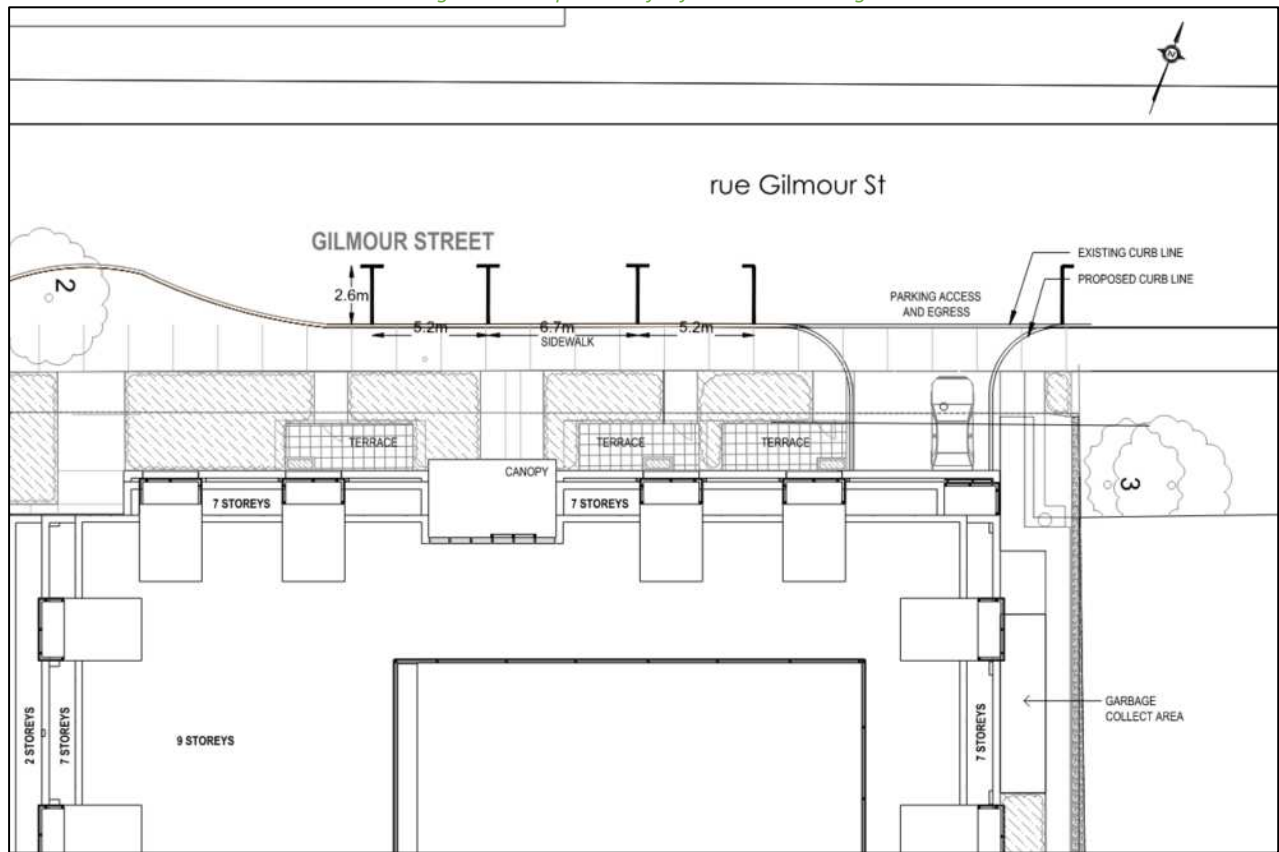 N
rue Gilmour St
GILMOUR STREET
EXISTING CURB LINE
PROPOSED CURB LINE
PARKING ACCESS
AND EGRESS
2
2.6m
5.2m
6.7m
5.2m
SIDEWALK
TERRACE
TERRACE
TERRACE
CANOPY
3
7 STOREYS
7 STOREYS
GARBAGE
COLLECT AREA
2 STOREYS
7 STOREYS
9 STOREYS
7 STOREYS